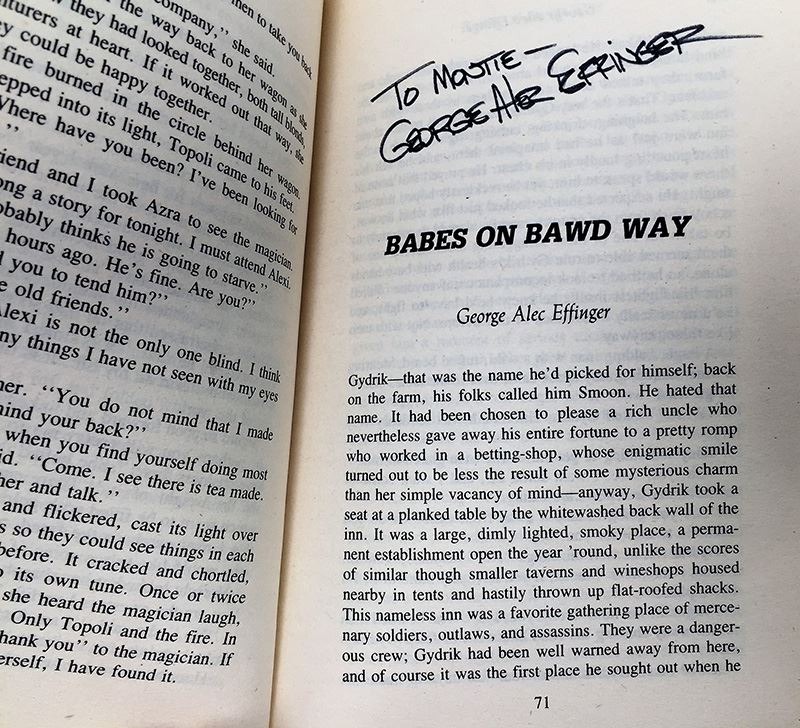 then to take you back
company," she said.
the way back to her wagon as she
they had looked together, both tall blonds,
nturers at heart. If it worked out that way, she
y could be happy together.
fire burned in the circle behind her wagon.
epped into its light, Topoli came to his feet.
Where have you been? I've been looking for
."
iend and I took Azra to see the magician.
ong a story for tonight. I must attend Alexi.
obably thinks he is going to starve."
hours ago. He's fine. Are you?"
d you to tend him?"
e old friends."
Alexi is not the only one blind. I think
ny things I have not seen with my eyes
her. "You do not mind that I made
hind your back?"
when you find yourself doing most
id. "Come. I see there is tea made.
her and talk."
and flickered, cast its light over
s so they could see things in each
before. It cracked and chortled,
o its own tune. Once or twice
she heard the magician laugh,
Only Topoli and the fire. In
hank you" to the magician. If
erself, I have found it.
TO MONTIE—
GEORGE ALEC EFFINGER
BABES ON BAWD WAY
George Alec Effinger
Gydrik—that was the name he'd picked for himself; back
on the farm, his folks called him Smoon. He hated that
name. It had been chosen to please a rich uncle who
nevertheless gave away his entire fortune to a pretty romp
who worked in a betting-shop, whose enigmatic smile
turned out to be less the result of some mysterious charm
than her simple vacancy of mind—anyway, Gydrik took a
seat at a planked table by the whitewashed back wall of the
inn. It was a large, dimly lighted, smoky place, a perma-
nent establishment open the year 'round, unlike the scores
of similar though smaller taverns and wineshops housed
nearby in tents and hastily thrown up flat-roofed shacks.
This nameless inn was a favorite gathering place of merce-
nary soldiers, outlaws, and assassins. They were a danger-
ous crew; Gydrik had been well warned away from here,
and of course it was the first place he sought out when he
71